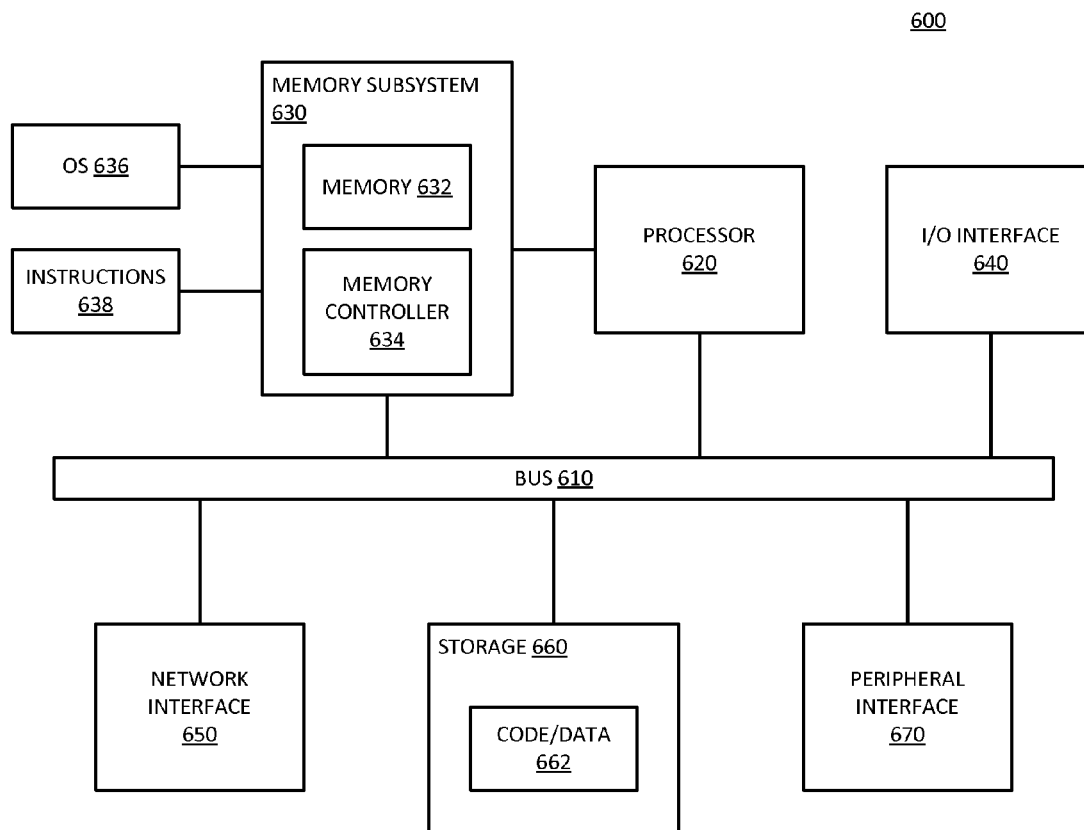 600
MEMORY SUBSYSTEM
630
OS 636
MEMORY 632
PROCESSOR
620
I/O INTERFACE
640
INSTRUCTIONS
638
MEMORY
CONTROLLER
634
BUS 610
NETWORK
INTERFACE
650
STORAGE 660
CODE/DATA
662
PERIPHERAL
INTERFACE
670